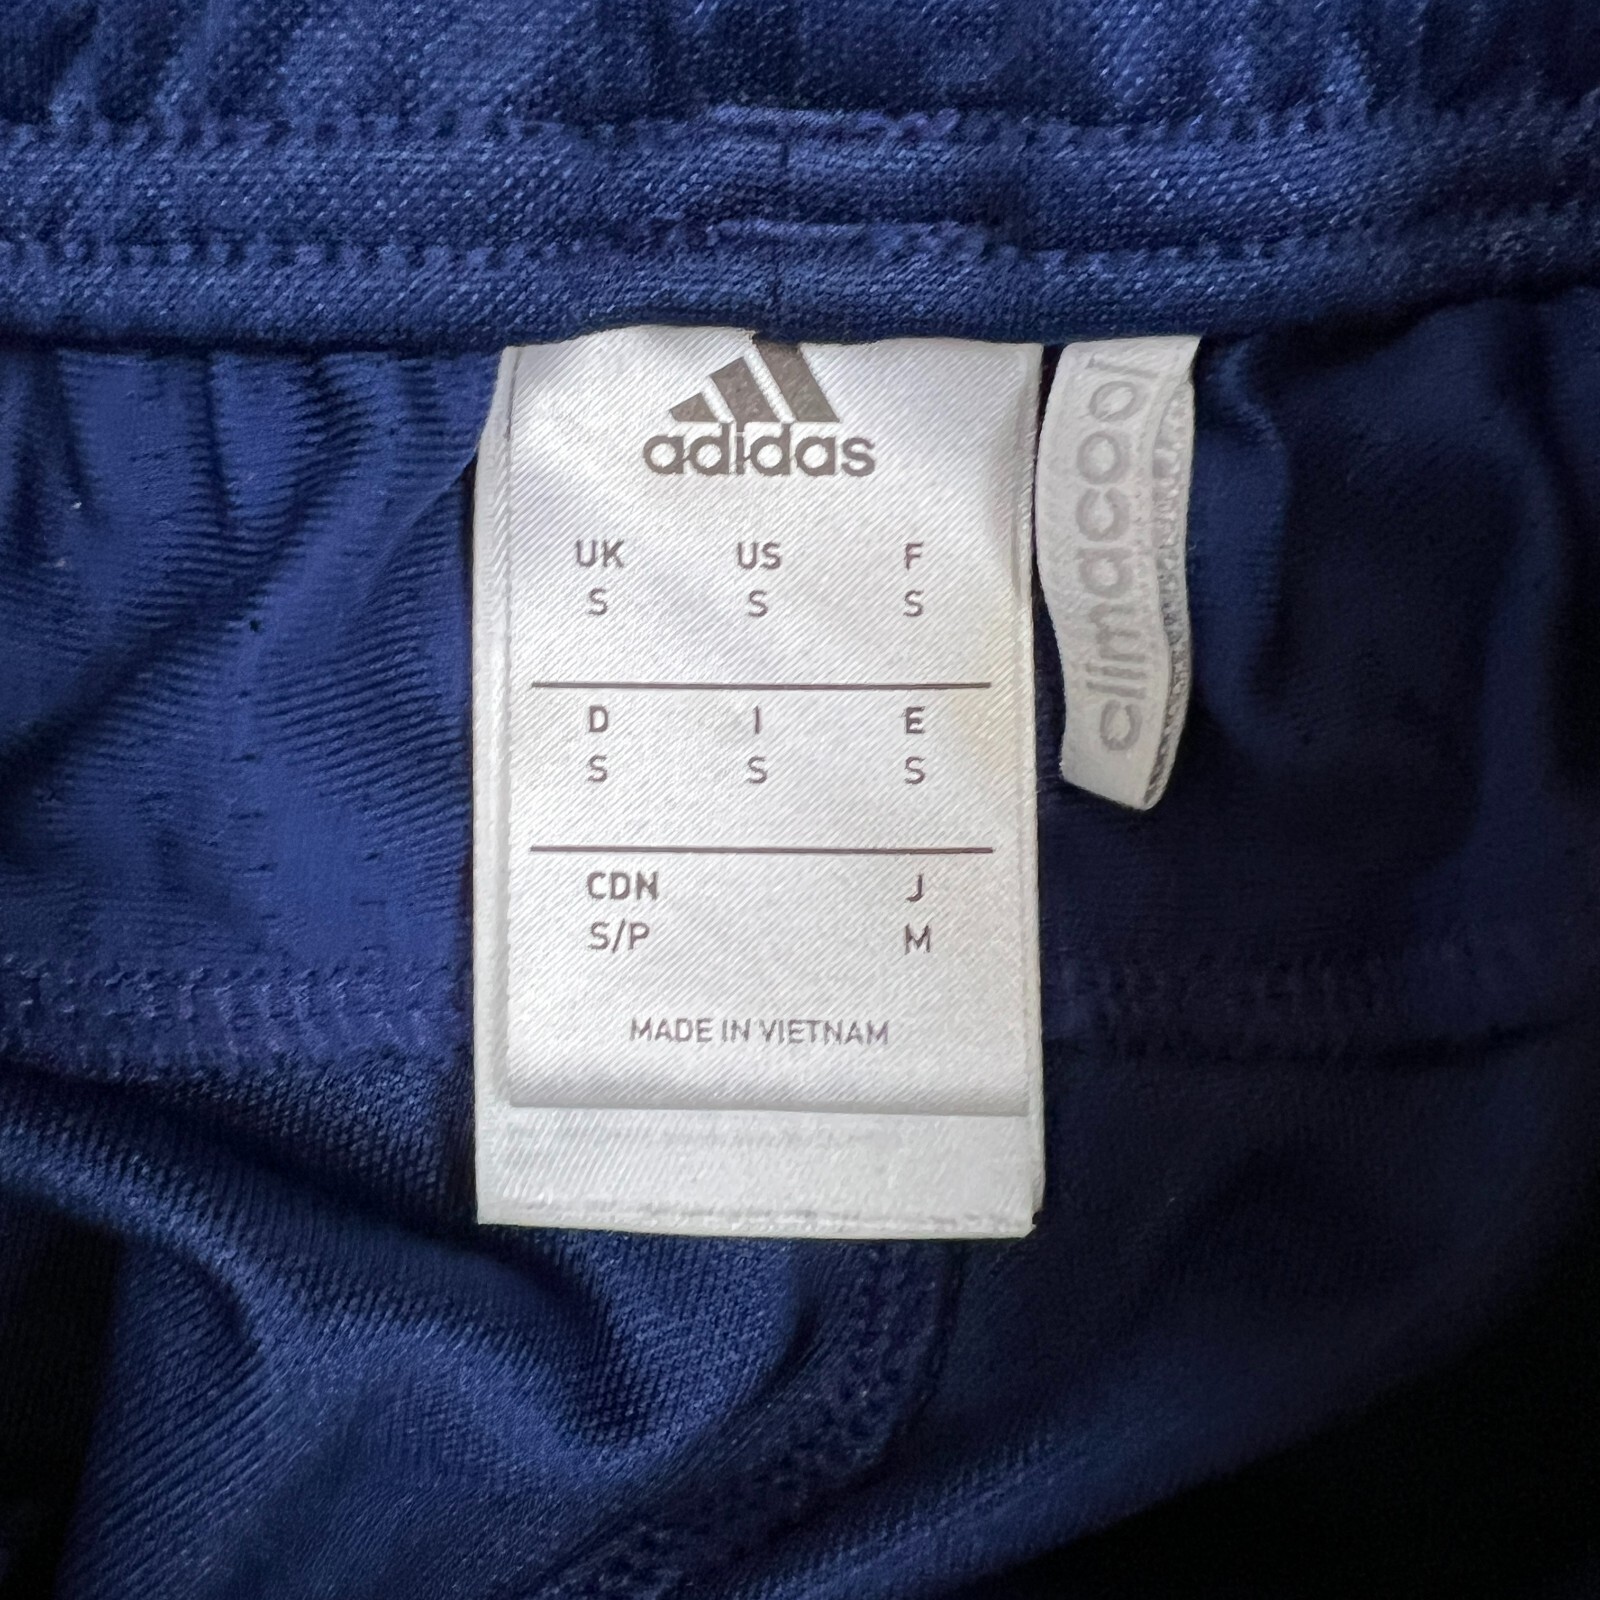 adidas
UK US F
S S S
D I E
S S S
CDN J
S/P M
MADE IN VIETNAM
climacool